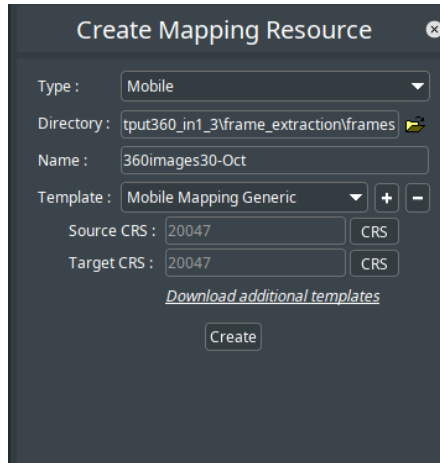 Create Mapping Resource
Type : Mobile
Directory : tput360_in1_3\frame_extraction\frames
Name : 360images30-Oct
Template : Mobile Mapping Generic + −
Source CRS : 20047 CRS
Target CRS : 20047 CRS
Download additional templates
Create